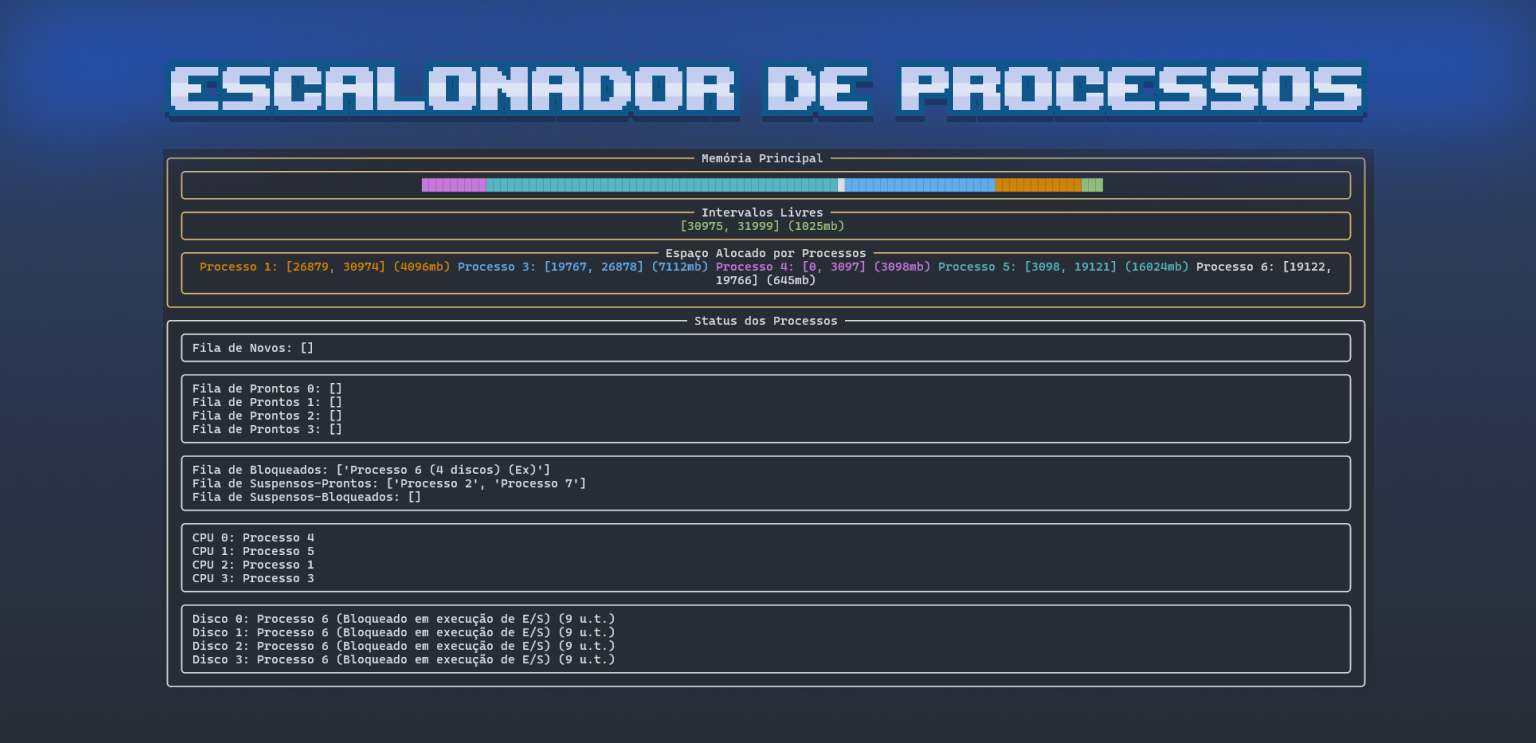 ESCALONADOR DE PROCESSOS
Memória Principal
Intervalos Livres
[30975, 31999] (1025mb)
Espaço Alocado por Processos
Processo 1: [26879, 30974] (4096mb) Processo 3: [19767, 26878] (7112mb) Processo 4: [0, 3097] (3098mb) Processo 5: [3098, 19121] (16024mb) Processo 6: [19122,
19766] (645mb)
Status dos Processos
Fila de Novos: []
Fila de Prontos 0: []
Fila de Prontos 1: []
Fila de Prontos 2: []
Fila de Prontos 3: []
Fila de Bloqueados: ['Processo 6 (4 discos) (Ex)']
Fila de Suspensos-Prontos: ['Processo 2', 'Processo 7']
Fila de Suspensos-Bloqueados: []
CPU 0: Processo 4
CPU 1: Processo 5
CPU 2: Processo 1
CPU 3: Processo 3
Disco 0: Processo 6 (Bloqueado em execução de E/S) (9 u.t.)
Disco 1: Processo 6 (Bloqueado em execução de E/S) (9 u.t.)
Disco 2: Processo 6 (Bloqueado em execução de E/S) (9 u.t.)
Disco 3: Processo 6 (Bloqueado em execução de E/S) (9 u.t.)